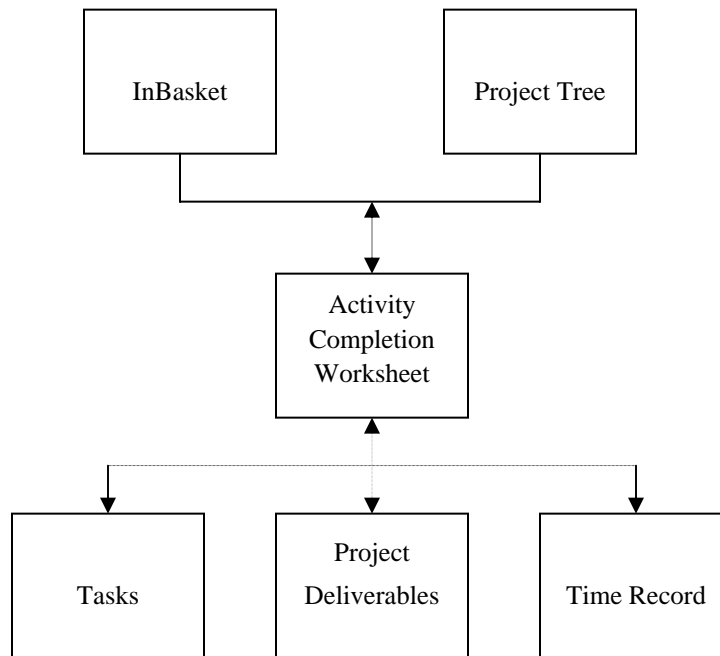 InBasket
Project Tree
Activity
Completion
Worksheet
Tasks
Project
Deliverables
Time Record